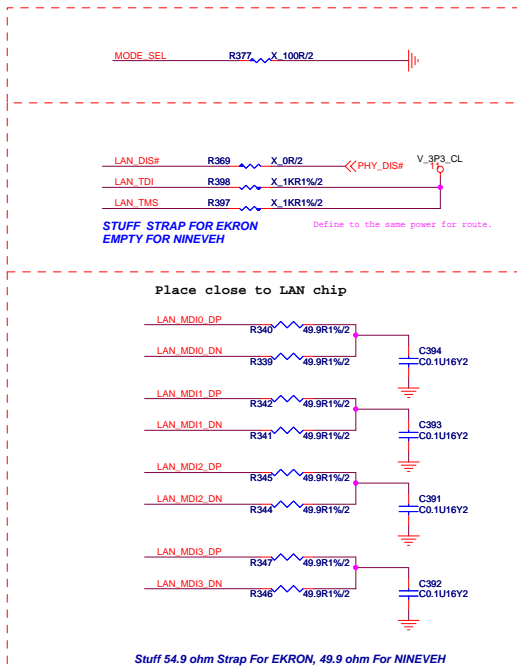 MODE_SEL R377 X_100R/2
LAN_DIS# R369 X_0R/2 PHY_DIS# V_3P3_CL
11
LAN_TDI R398 X_1KR1%/2
LAN_TMS R397 X_1KR1%/2
STUFF STRAP FOR EKRON
EMPTY FOR NINEVEH
Define to the same power for route.
Place close to LAN chip
LAN_MDI0_DP R340 49.9R1%/2
LAN_MDI0_DN R339 49.9R1%/2
C394
C0.1U16Y2
LAN_MDI1_DP R342 49.9R1%/2
LAN_MDI1_DN R341 49.9R1%/2
C393
C0.1U16Y2
LAN_MDI2_DP R345 49.9R1%/2
LAN_MDI2_DN R344 49.9R1%/2
C391
C0.1U16Y2
LAN_MDI3_DP R347 49.9R1%/2
LAN_MDI3_DN R346 49.9R1%/2
C392
C0.1U16Y2
Stuff 54.9 ohm Strap For EKRON, 49.9 ohm For NINEVEH